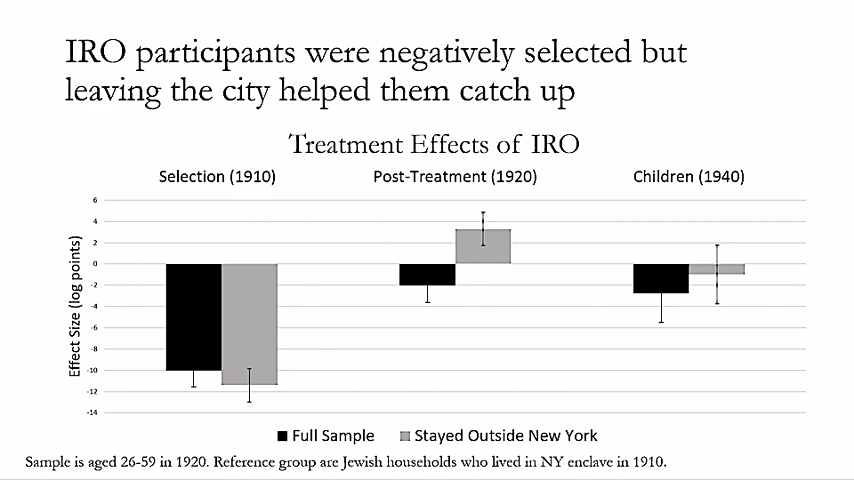 IRO participants were negatively selected but
leaving the city helped them catch up
Treatment Effects of IRO
Selection (1910)
Post-Treatment (1920)
Children (1940)
Effect Size (log points)
6
4
2
0
-2
-4
-6
-8
-10
-12
-14
Full Sample
Stayed Outside New York
Sample is aged 26-59 in 1920. Reference group are Jewish households who lived in NY enclave in 1910.